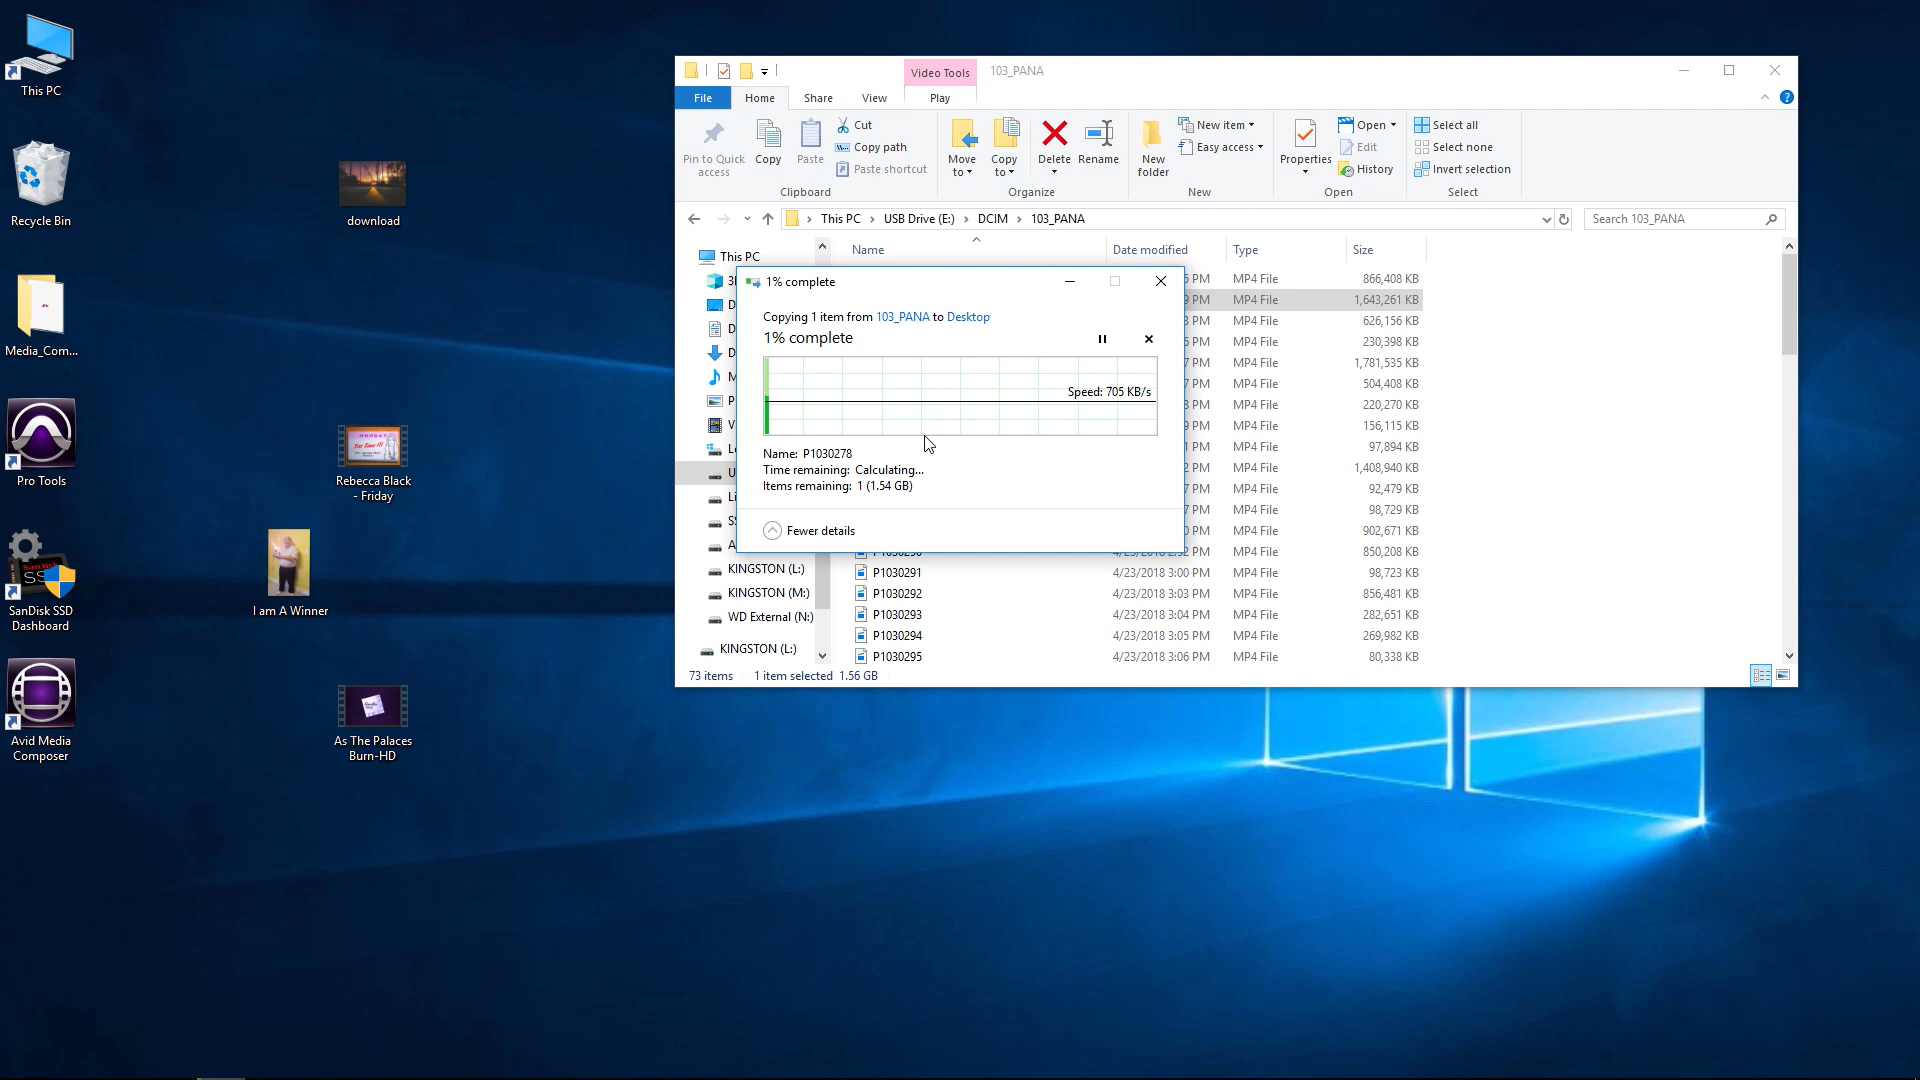 This PC
Recycle Bin
Media_Com...
Pro Tools
SanDisk SSD
Dashboard
Avid Media
Composer
download
Rebecca Black
- Friday
I am A Winner
As The Palaces
Burn-HD
Video Tools
103_PANA
File
Home
Share
View
Play
Pin to Quick
access
Copy
Paste
Cut
Copy path
Paste shortcut
Clipboard
Move
to
Copy
to
Delete
Rename
Organize
New
folder
New item
Easy access
New
Properties
Open
Edit
History
Open
Select all
Select none
Invert selection
Select
This PC › USB Drive (E:) › DCIM › 103_PANA
Search 103_PANA
This PC
KINGSTON (L:)
KINGSTON (M:)
WD External (N:)
KINGSTON (L:)
Name Date modified Type Size
MP4 File 866,408 KB
MP4 File 1,643,261 KB
MP4 File 626,156 KB
MP4 File 230,398 KB
MP4 File 1,781,535 KB
MP4 File 504,408 KB
MP4 File 220,270 KB
MP4 File 156,115 KB
MP4 File 97,894 KB
MP4 File 1,408,940 KB
MP4 File 92,479 KB
MP4 File 98,729 KB
MP4 File 902,671 KB
MP4 File 850,208 KB
P1030291 4/23/2018 3:00 PM MP4 File 98,723 KB
P1030292 4/23/2018 3:03 PM MP4 File 856,481 KB
P1030293 4/23/2018 3:04 PM MP4 File 282,651 KB
P1030294 4/23/2018 3:05 PM MP4 File 269,982 KB
P1030295 4/23/2018 3:06 PM MP4 File 80,338 KB
73 items 1 item selected 1.56 GB
1% complete
Copying 1 item from 103_PANA to Desktop
1% complete
Speed: 705 KB/s
Name: P1030278
Time remaining: Calculating...
Items remaining: 1 (1.54 GB)
Fewer details